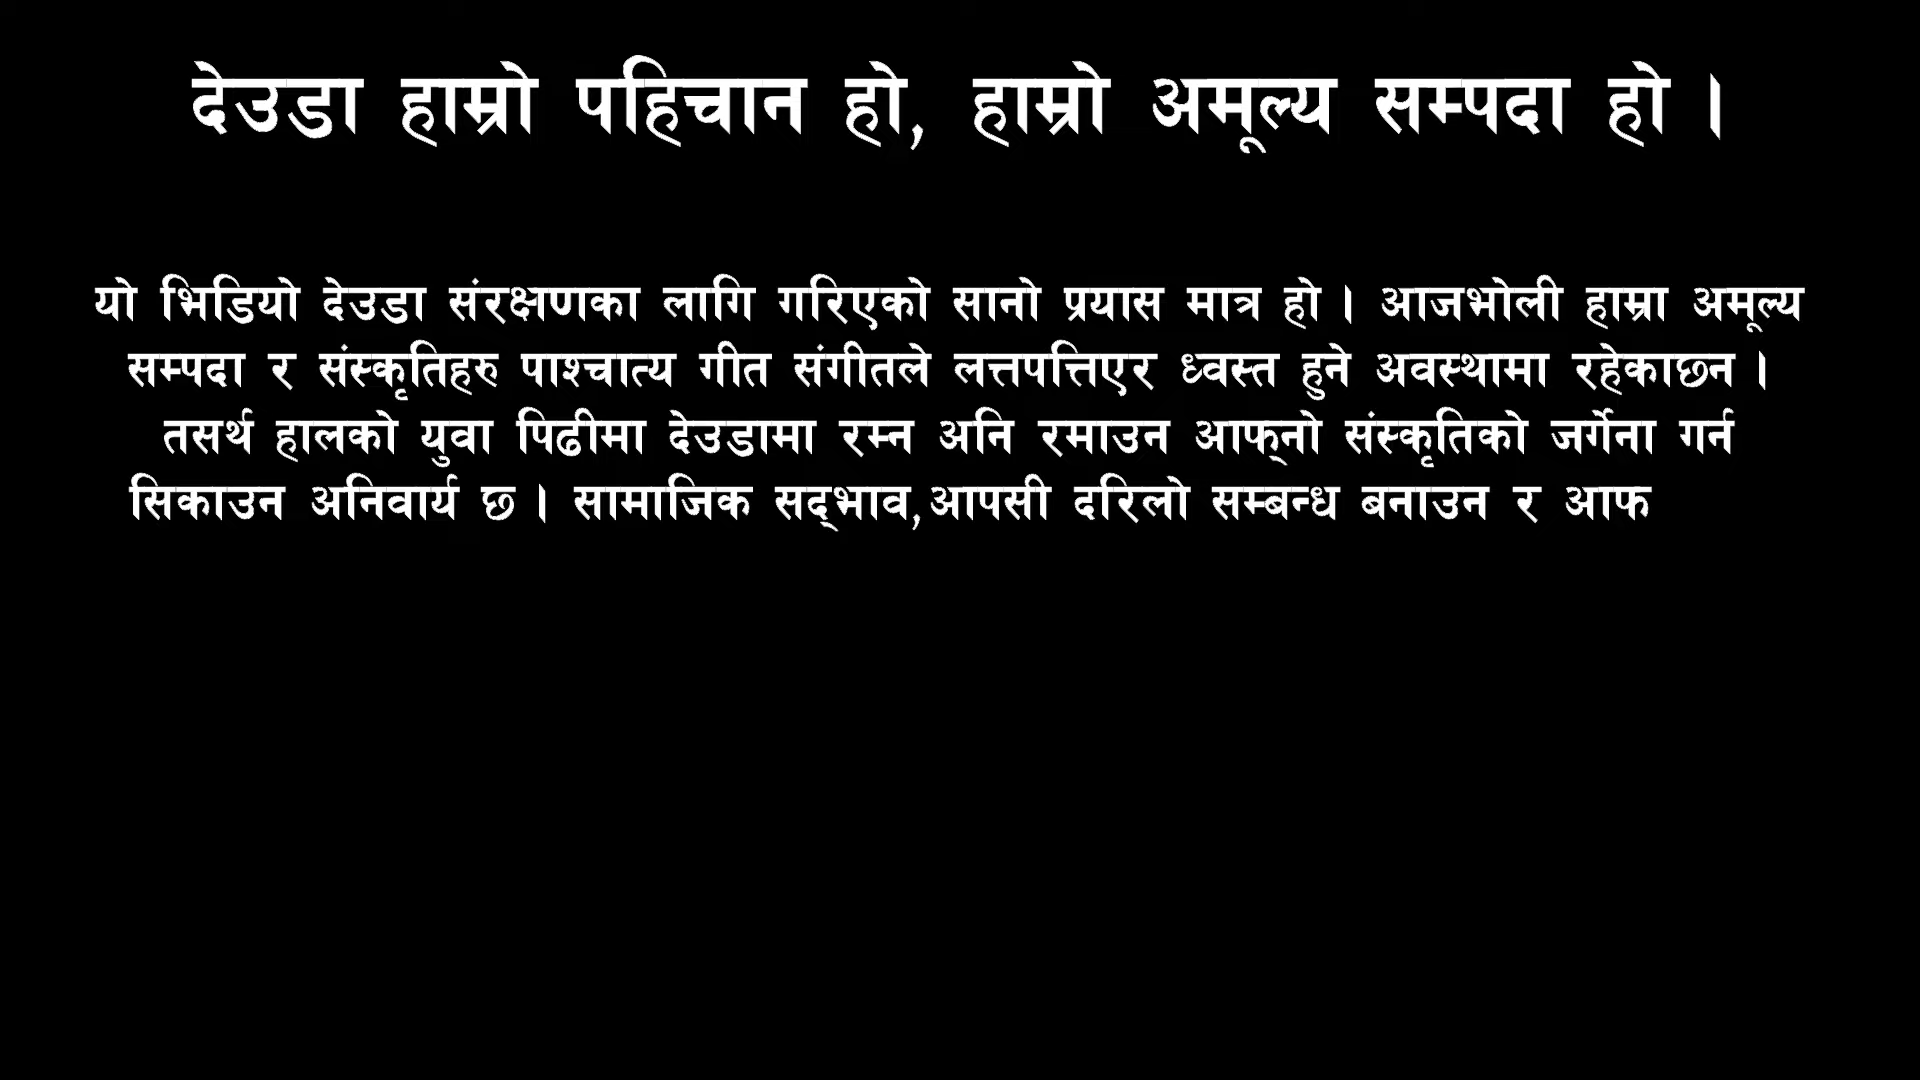 देउडा हाम्रो पहिचान हो, हाम्रो अमूल्य सम्पदा हो ।
यो भिडियो देउडा संरक्षणका लागि गरिएको सानो प्रयास मात्र हो । आजभोली हाम्रा अमूल्य
सम्पदा र संस्कृतिहरु पाश्चात्य गीत संगीतले लत्तपत्तिएर ध्वस्त हुने अवस्थामा रहेकाछन ।
तसर्थ हालको युवा पिढीमा देउडामा रम्न अनि रमाउन आफ्‌नो संस्कृतिको जर्गेना गर्न
सिकाउन अनिवार्य छ । सामाजिक सद्‌भाव,आपसी दरिलो सम्बन्ध बनाउन र आफ